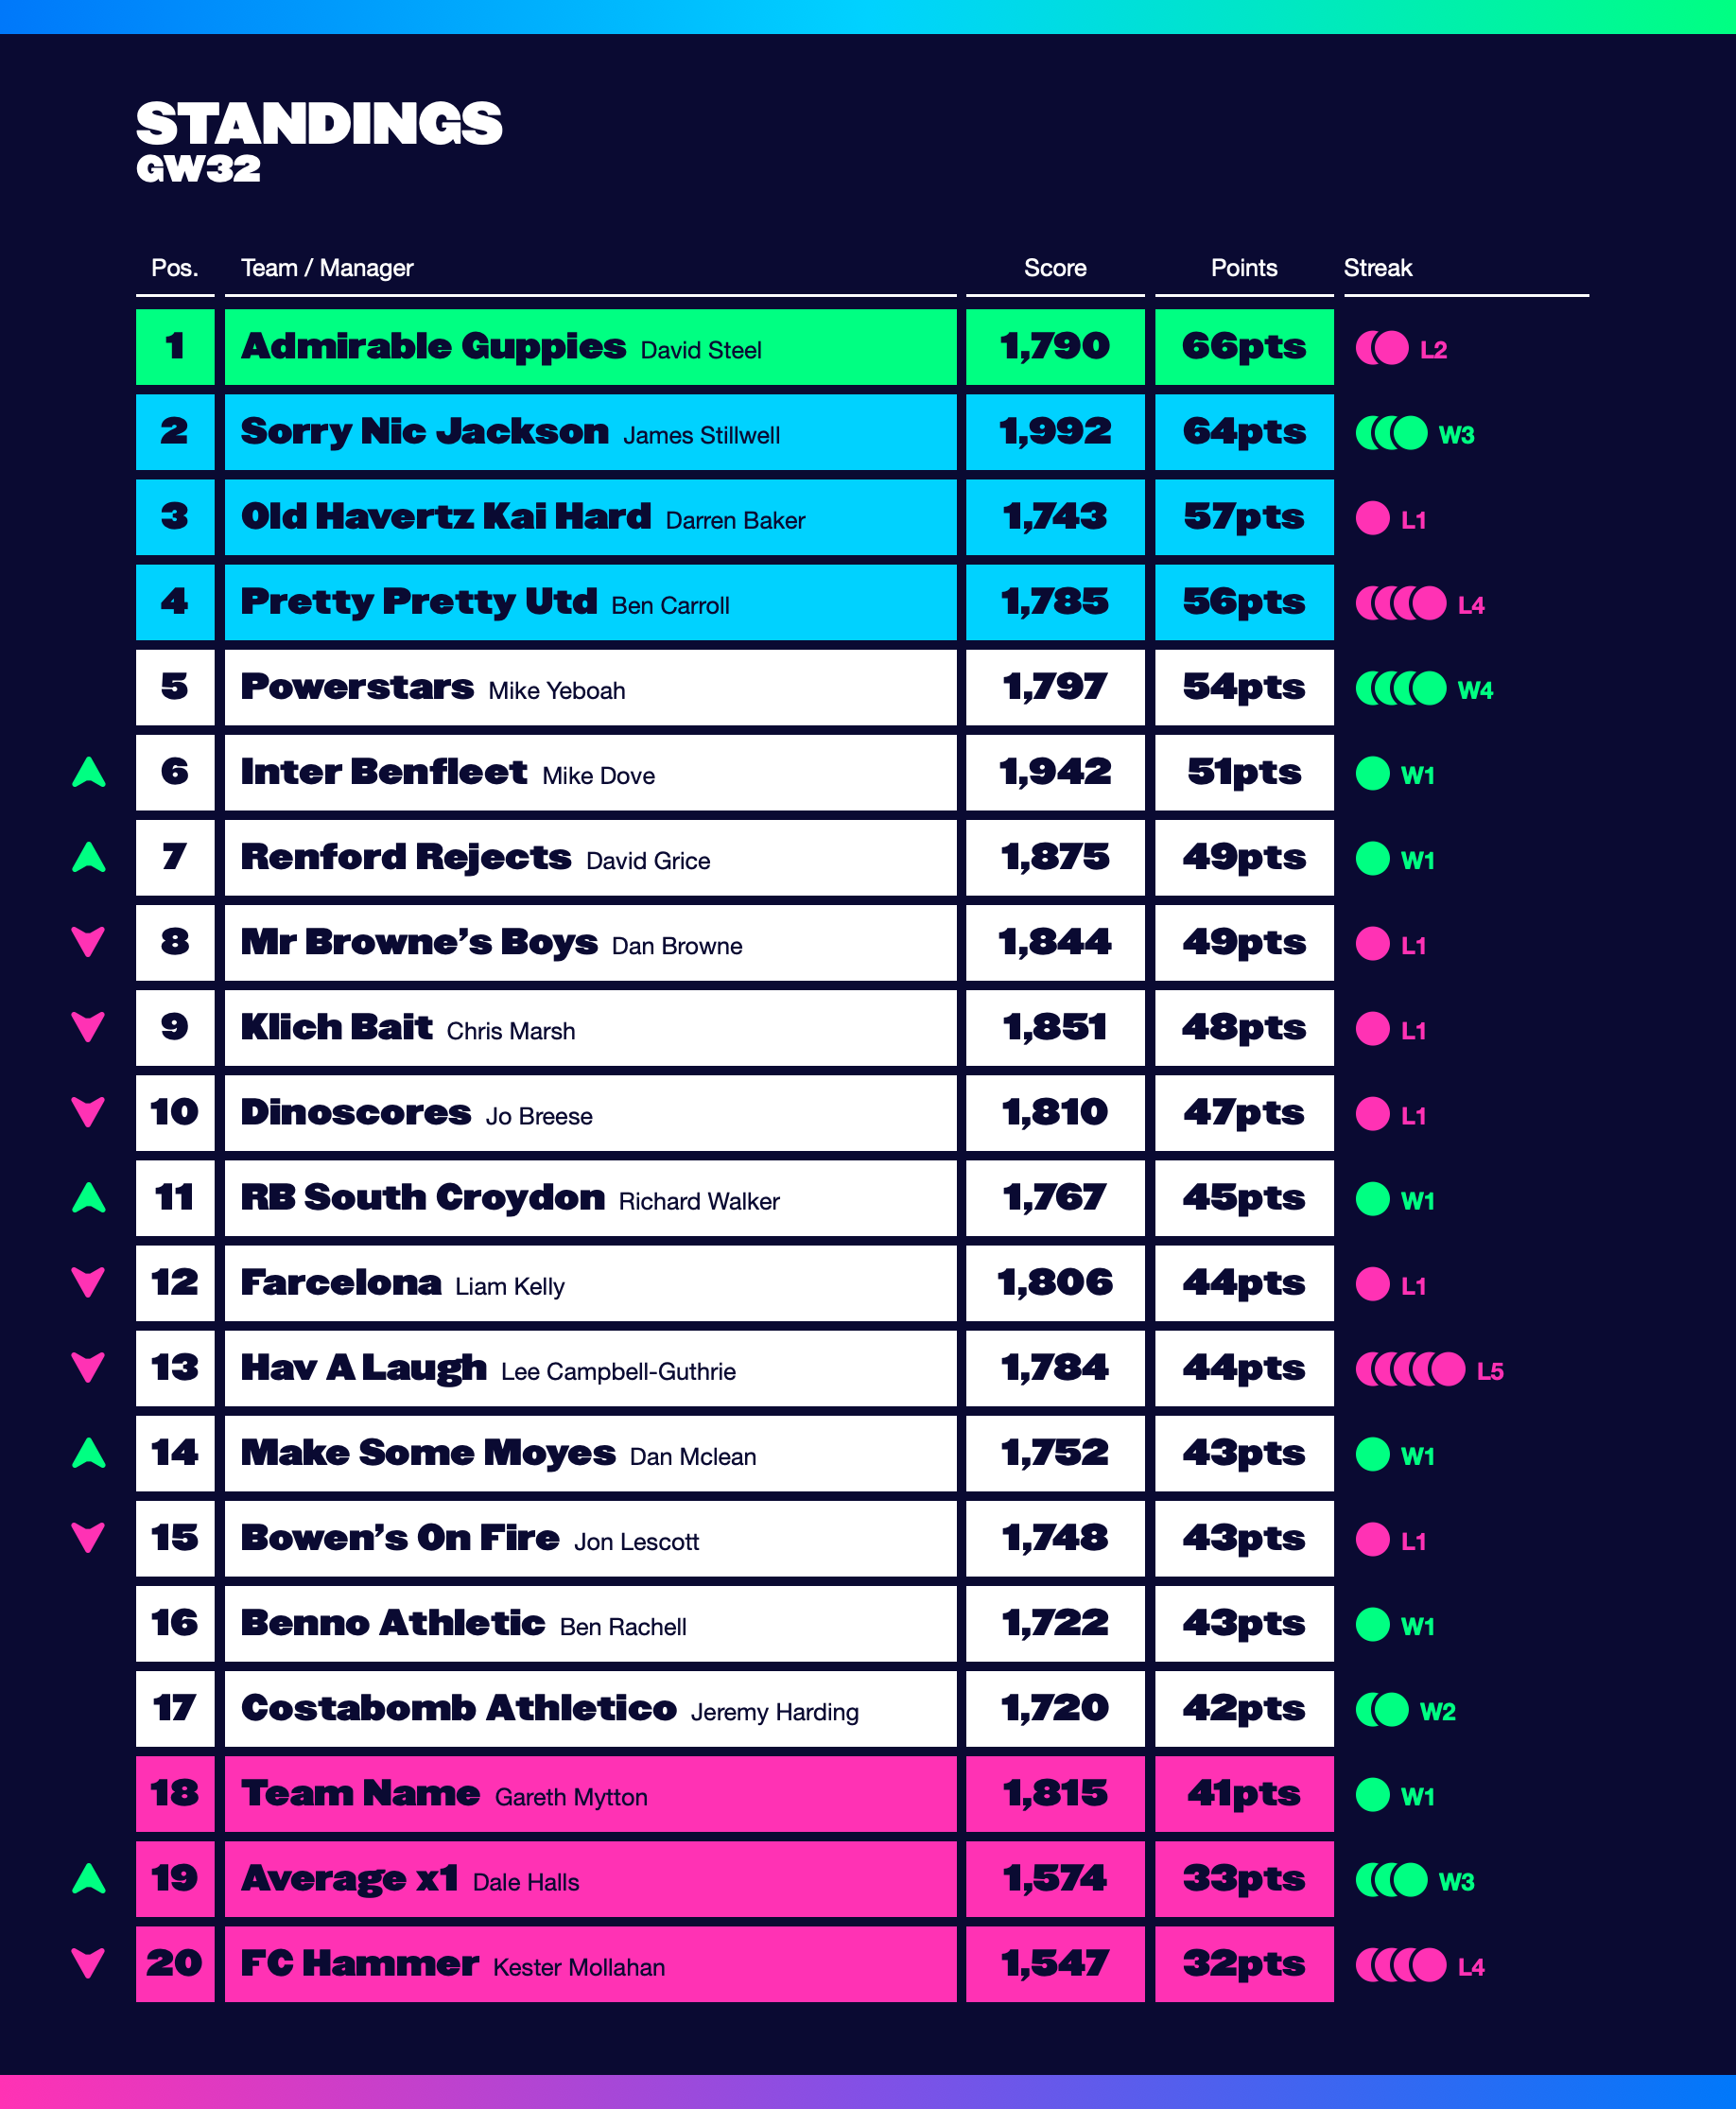 STANDINGS
GW32
Pos. Team / Manager Score Points Streak
1 Admirable Guppies David Steel 1,790 66pts L2
2 Sorry Nic Jackson James Stillwell 1,992 64pts W3
3 Old Havertz Kai Hard Darren Baker 1,743 57pts L1
4 Pretty Pretty Utd Ben Carroll 1,785 56pts L4
5 Powerstars Mike Yeboah 1,797 54pts W4
6 Inter Benfleet Mike Dove 1,942 51pts W1
7 Renford Rejects David Grice 1,875 49pts W1
8 Mr Browne’s Boys Dan Browne 1,844 49pts L1
9 Klich Bait Chris Marsh 1,851 48pts L1
10 Dinoscores Jo Breese 1,810 47pts L1
11 RB South Croydon Richard Walker 1,767 45pts W1
12 Farcelona Liam Kelly 1,806 44pts L1
13 Hav A Laugh Lee Campbell-Guthrie 1,784 44pts L5
14 Make Some Moyes Dan Mclean 1,752 43pts W1
15 Bowen’s On Fire Jon Lescott 1,748 43pts L1
16 Benno Athletic Ben Rachell 1,722 43pts W1
17 Costabomb Athletico Jeremy Harding 1,720 42pts W2
18 Team Name Gareth Mytton 1,815 41pts W1
19 Average x1 Dale Halls 1,574 33pts W3
20 FC Hammer Kester Mollahan 1,547 32pts L4